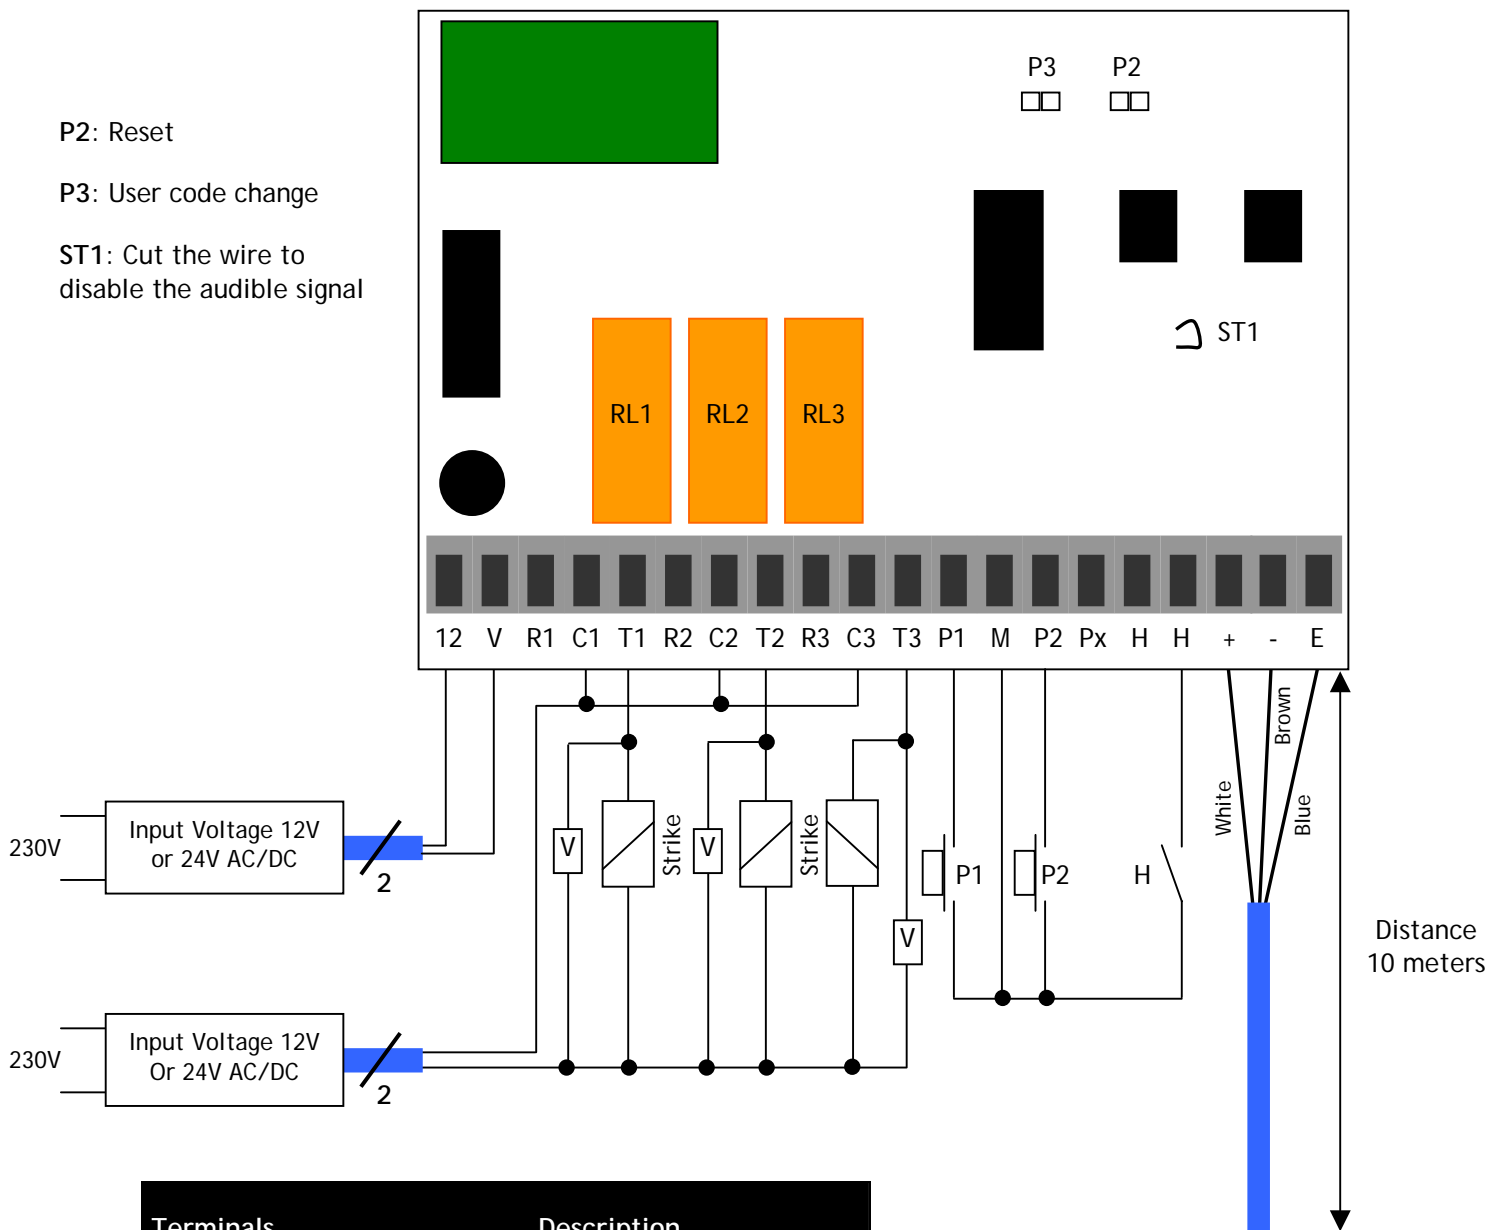 P3 P2
P2: Reset
P3: User code change
ST1: Cut the wire to
disable the audible signal
ST1
RL1 RL2 RL3
12 V R1 C1 T1 R2 C2 T2 R3 C3 T3 P1 M P2 Px H H + - E
Brown
White
Blue
230V
Input Voltage 12V
or 24V AC/DC
2
V
Strike
V
Strike
P1
P2
H
V
Distance
10 meters
230V
Input Voltage 12V
Or 24V AC/DC
2
Terminals Description